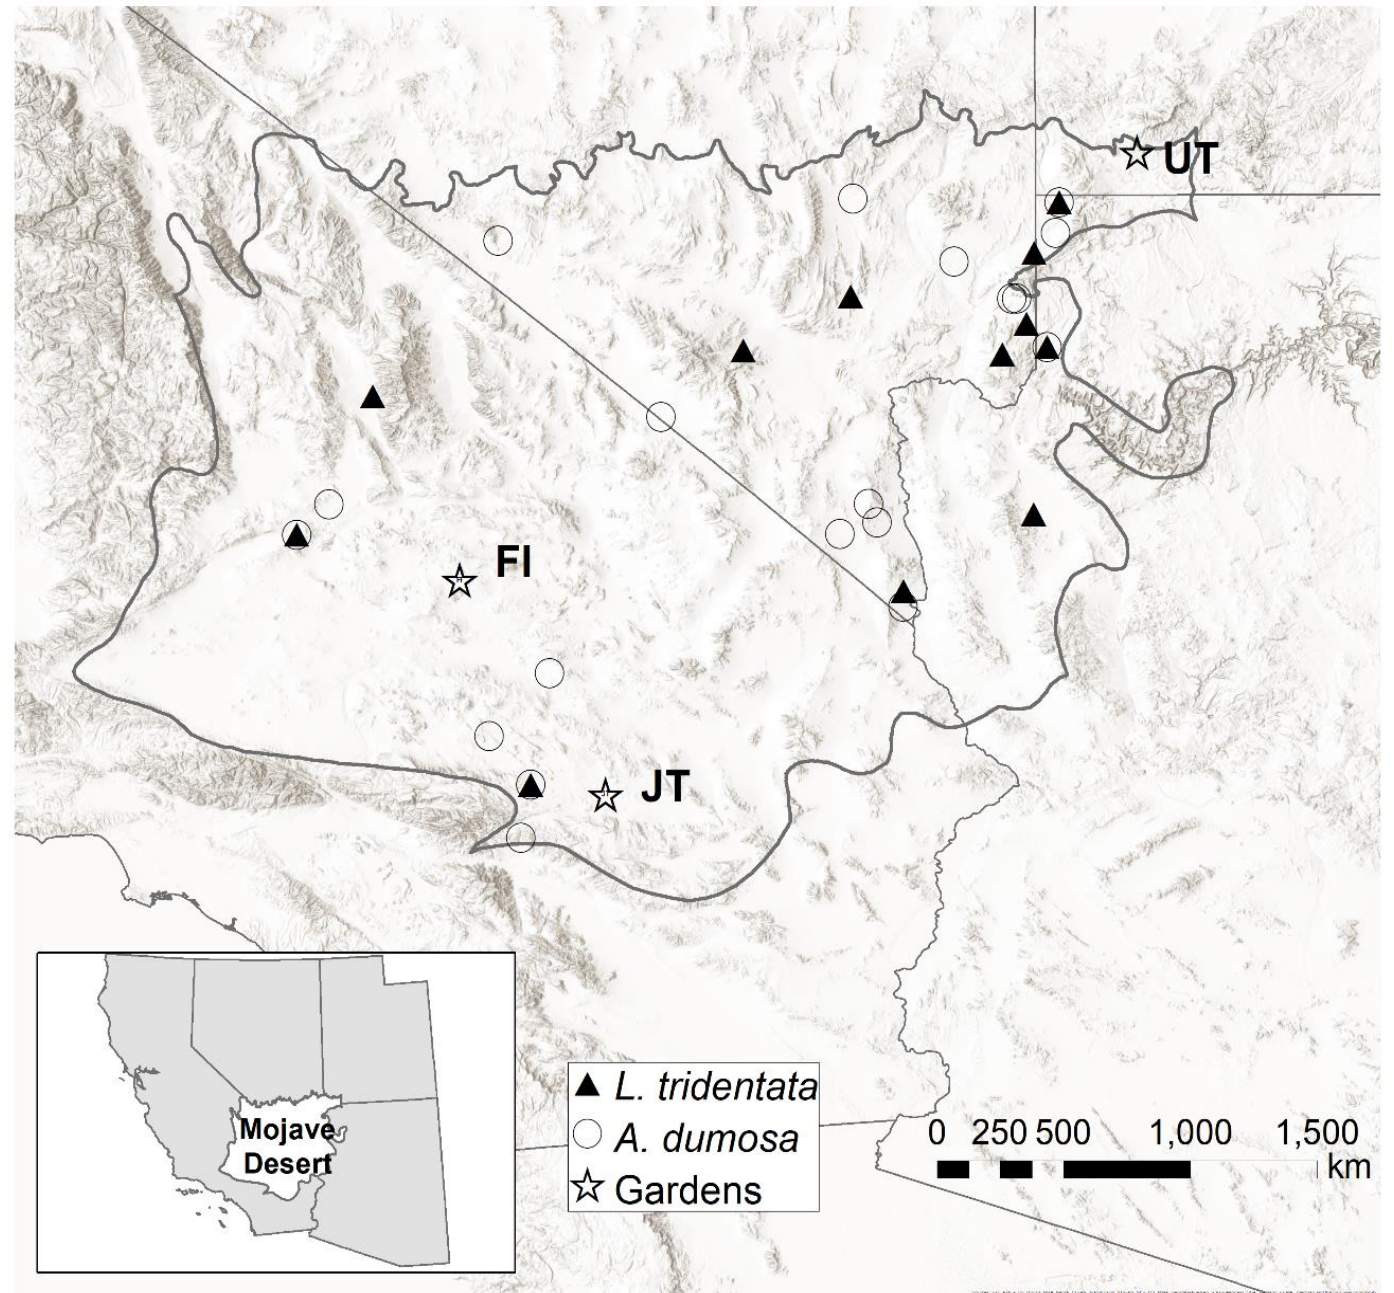 UT
FI
JT
Mojave
Desert
L. tridentata
A. dumosa
Gardens
0 250 500 1,000 1,500
km